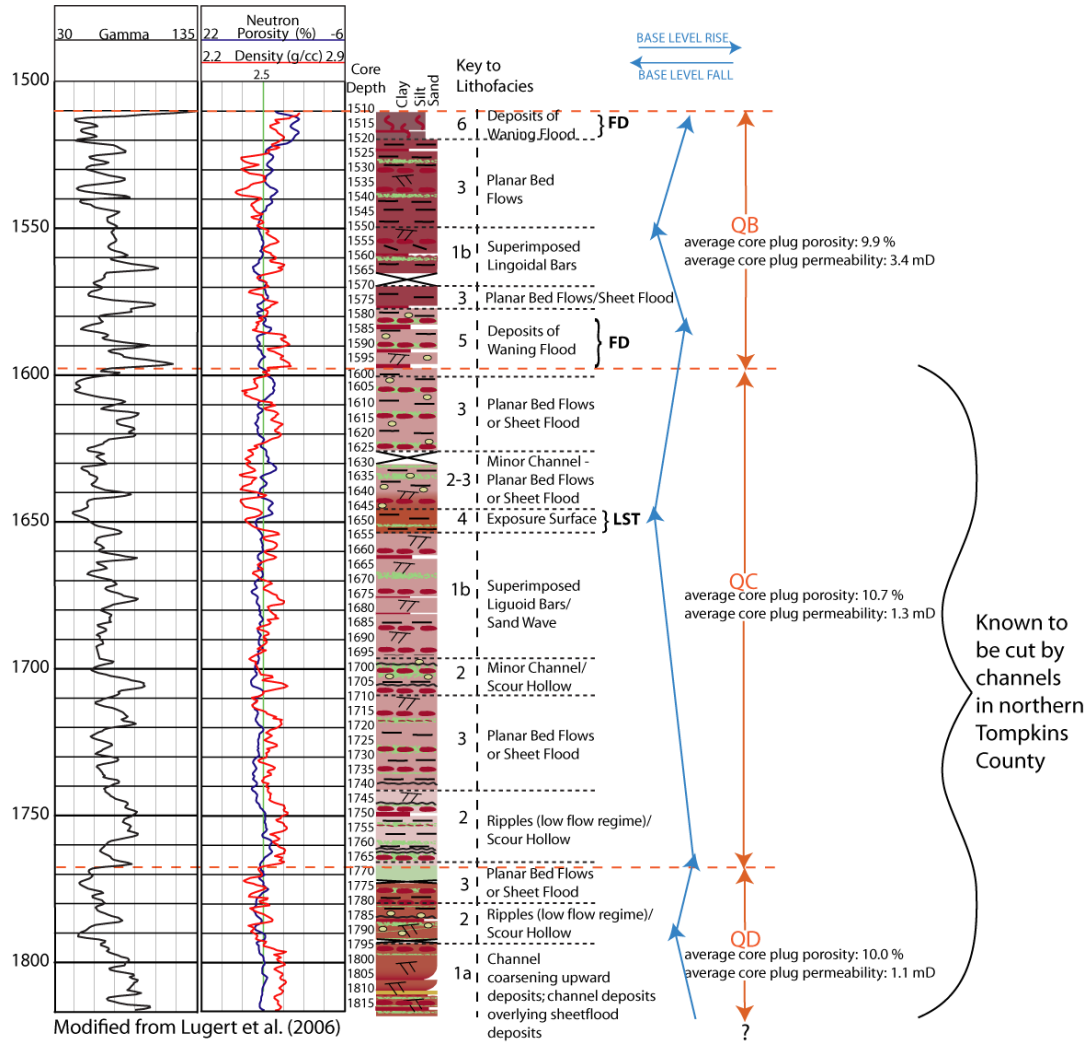 30 Gamma 135
22 Neutron Porosity (%) -6
2.2 Density (g/cc) 2.9
2.5
Core Depth
Key to Lithofacies
Clay
Silt
Sand
BASE LEVEL RISE
BASE LEVEL FALL
1500
1550
1600
1650
1700
1750
1800
1510
1515
1520
1525
1530
1535
1540
1545
1550
1555
1560
1565
1570
1575
1580
1585
1590
1595
1600
1605
1610
1615
1620
1625
1630
1635
1640
1645
1650
1655
1660
1665
1670
1675
1680
1685
1690
1695
1700
1705
1710
1715
1720
1725
1730
1735
1740
1745
1750
1755
1760
1765
1770
1775
1780
1785
1790
1795
1800
1805
1810
1815
6 Deposits of
Waning Flood
FD
3 Planar Bed
Flows
1b Superimposed
Lingoidal Bars
3 Planar Bed Flows/Sheet Flood
5 Deposits of
Waning Flood
FD
3 Planar Bed Flows
or Sheet Flood
2-3 Minor Channel -
Planar Bed Flows
or Sheet Flood
4 Exposure Surface
LST
1b Superimposed
Liguoid Bars/
Sand Wave
2 Minor Channel/
Scour Hollow
3 Planar Bed Flows
or Sheet Flood
2 Ripples (low flow regime)/
Scour Hollow
3 Planar Bed Flows
or Sheet Flood
2 Ripples (low flow regime)/
Scour Hollow
1a Channel
coarsening upward
deposits; channel deposits
overlying sheetflood
deposits
QB
average core plug porosity: 9.9 %
average core plug permeability: 3.4 mD
QC
average core plug porosity: 10.7 %
average core plug permeability: 1.3 mD
QD
average core plug porosity: 10.0 %
average core plug permeability: 1.1 mD
?
Known to
be cut by
channels
in northern
Tompkins
County
Modified from Lugert et al. (2006)